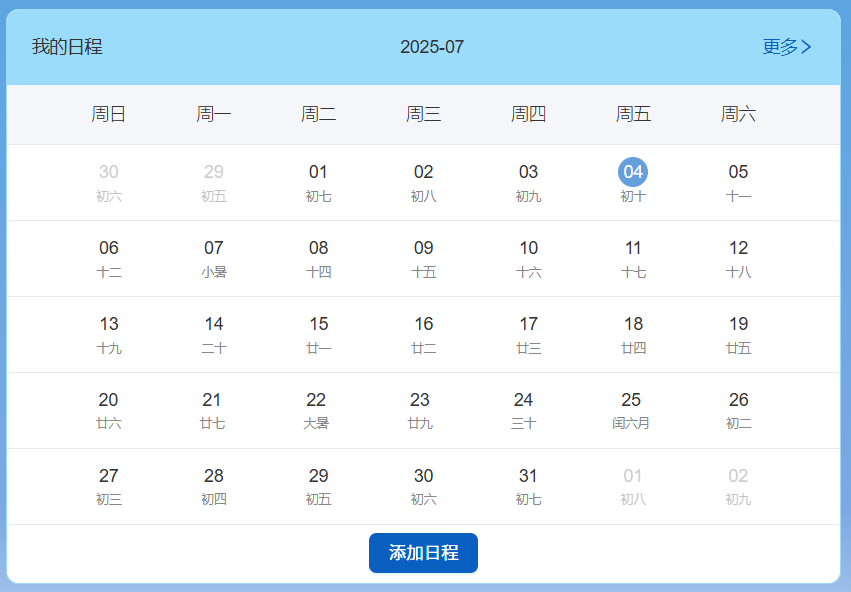 我的日程 2025-07 更多
周日 周一 周二 周三 周四 周五 周六
30 29 01 02 03 04 05
初六 初五 初七 初八 初九 初十 十一
06 07 08 09 10 11 12
十二 小暑 十四 十五 十六 十七 十八
13 14 15 16 17 18 19
十九 二十 廿一 廿二 廿三 廿四 廿五
20 21 22 23 24 25 26
廿六 廿七 大暑 廿九 三十 闰六月 初二
27 28 29 30 31 01 02
初三 初四 初五 初六 初七 初八 初九
添加日程